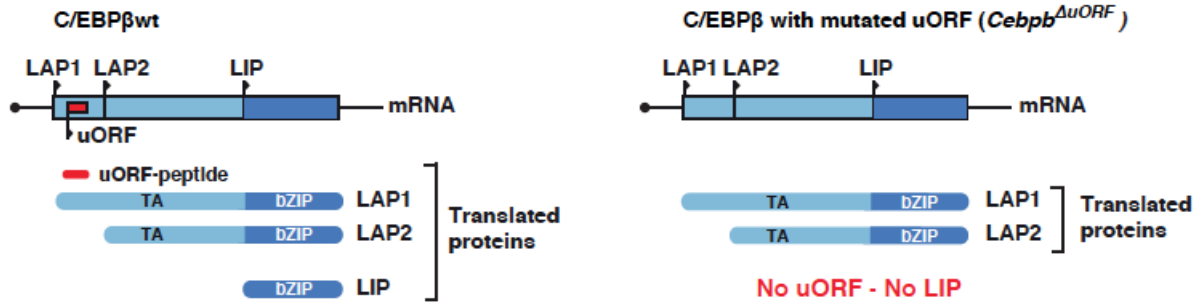 C/EBPβwt
LAP1 LAP2 LIP
mRNA
uORF
uORF-peptide
TA bZIP LAP1
TA bZIP LAP2
bZIP LIP
Translated
proteins
C/EBPβ with mutated uORF (Cebpb^ΔuORF)
LAP1 LAP2 LIP
mRNA
TA bZIP LAP1
TA bZIP LAP2
Translated
proteins
No uORF - No LIP